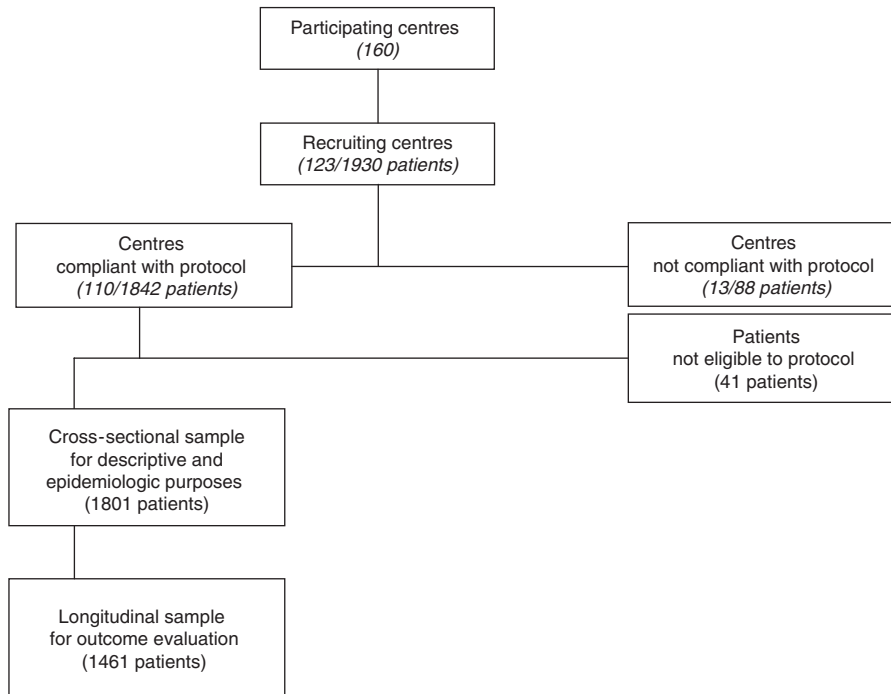 Participating centres
(160)
Recruiting centres
(123/1930 patients)
Centres
compliant with protocol
(110/1842 patients)
Centres
not compliant with protocol
(13/88 patients)
Patients
not eligible to protocol
(41 patients)
Cross-sectional sample
for descriptive and
epidemiologic purposes
(1801 patients)
Longitudinal sample
for outcome evaluation
(1461 patients)